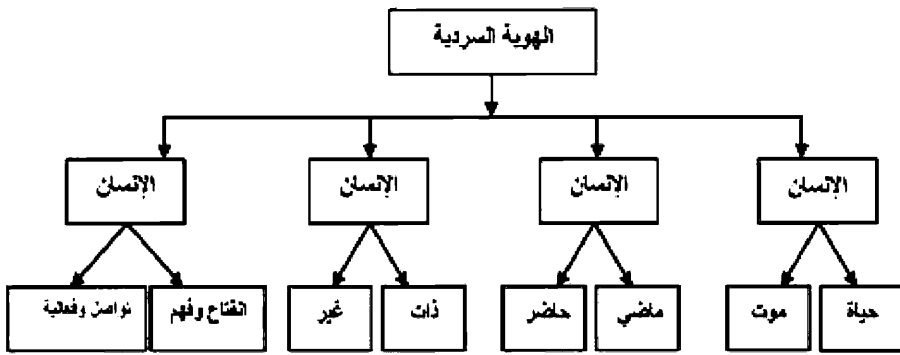 الهوية السردية
الإنسان
الإنسان
الإنسان
الإنسان
حياة
موت
ماضي
حاضر
ذات
غير
انفتاح وفهم
تواصل وفعالية